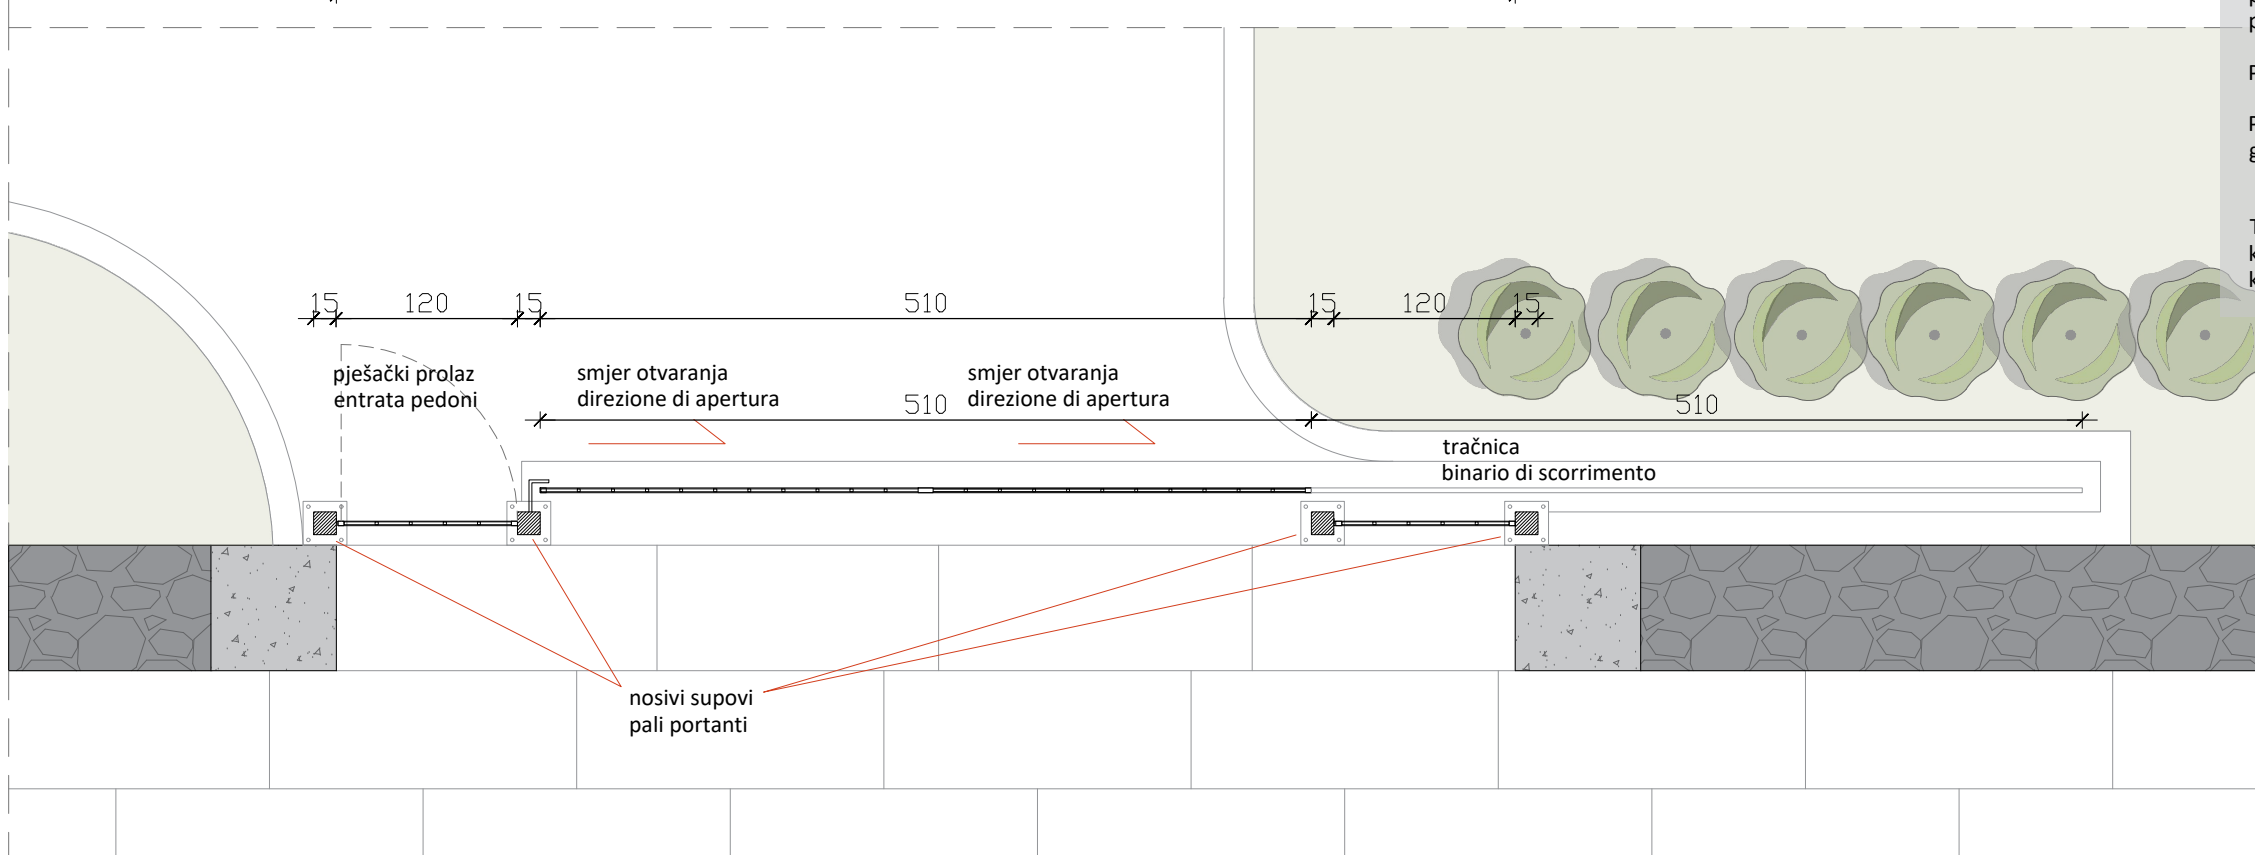 15 120 15 510 15 120 15
pješački prolaz
entrata pedoni
smjer otvaranja
direzione di apertura
smjer otvaranja
direzione di apertura
510 510
tračnica
binario di scorrimento
nosivi supovi
pali portanti